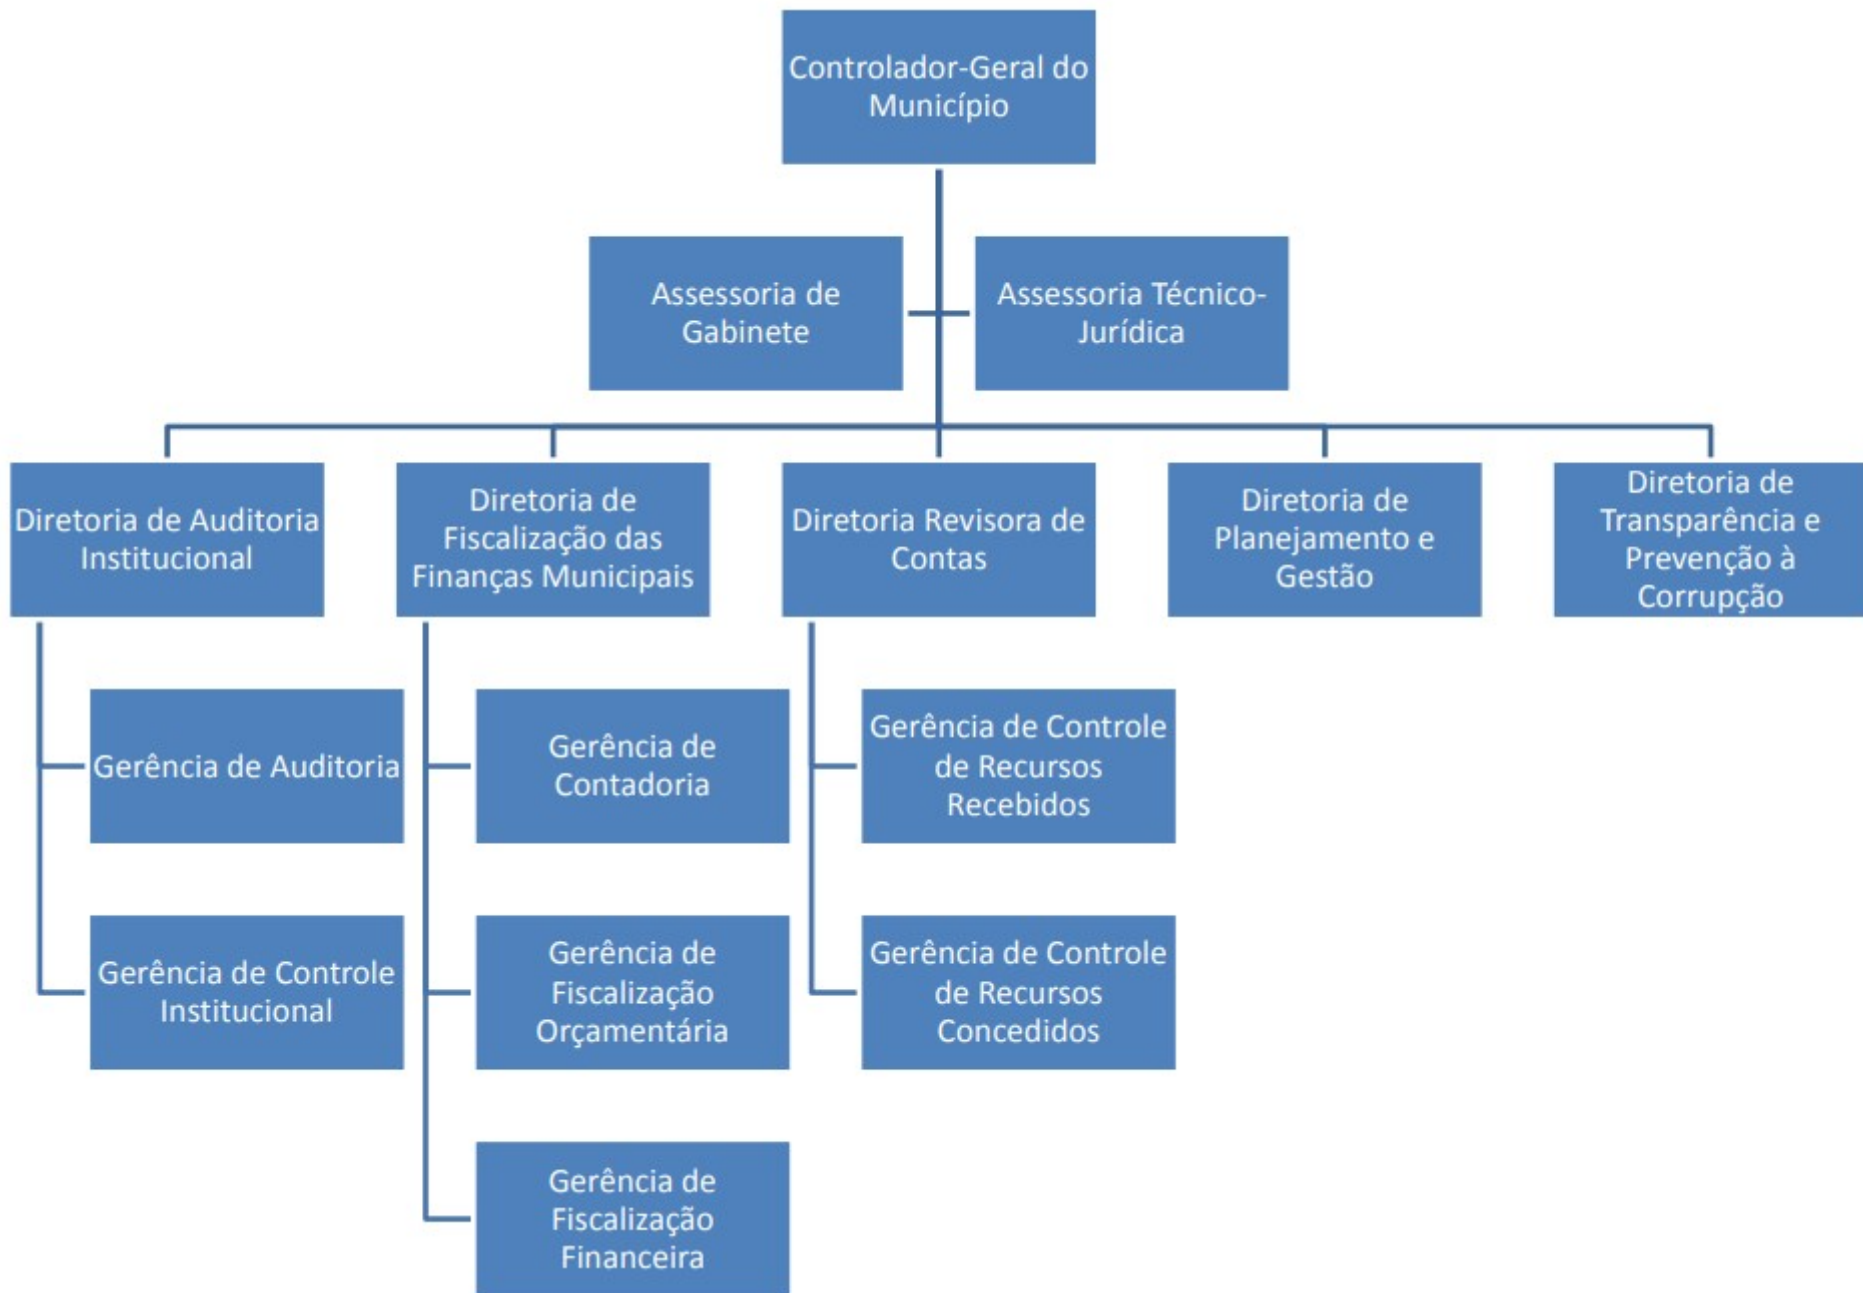 Controlador-Geral do
Município
Assessoria de
Gabinete
Assessoria Técnico-
Jurídica
Diretoria de Auditoria
Institucional
Diretoria de
Fiscalização das
Finanças Municipais
Diretoria Revisora de
Contas
Diretoria de
Planejamento e
Gestão
Diretoria de
Transparência e
Prevenção à
Corrupção
Gerência de Auditoria
Gerência de
Contadoria
Gerência de Controle
de Recursos
Recebidos
Gerência de Controle
Institucional
Gerência de
Fiscalização
Orçamentária
Gerência de Controle
de Recursos
Concedidos
Gerência de
Fiscalização
Financeira